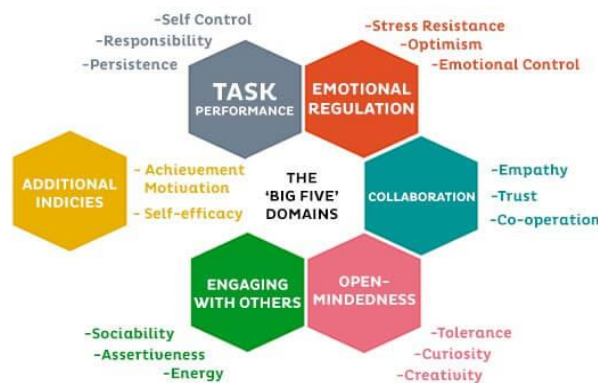 -Self Control
-Responsibility
-Persistence
TASK
PERFORMANCE
-Stress Resistance
-Optimism
-Emotional Control
EMOTIONAL
REGULATION
ADDITIONAL
INDICIES
- Achievement
Motivation
- Self-efficacy
THE
'BIG FIVE'
DOMAINS
COLLABORATION
-Empathy
-Trust
-Co-operation
ENGAGING
WITH OTHERS
-Sociability
-Assertiveness
-Energy
OPEN-
MINDEDNESS
-Tolerance
-Curiosity
-Creativity